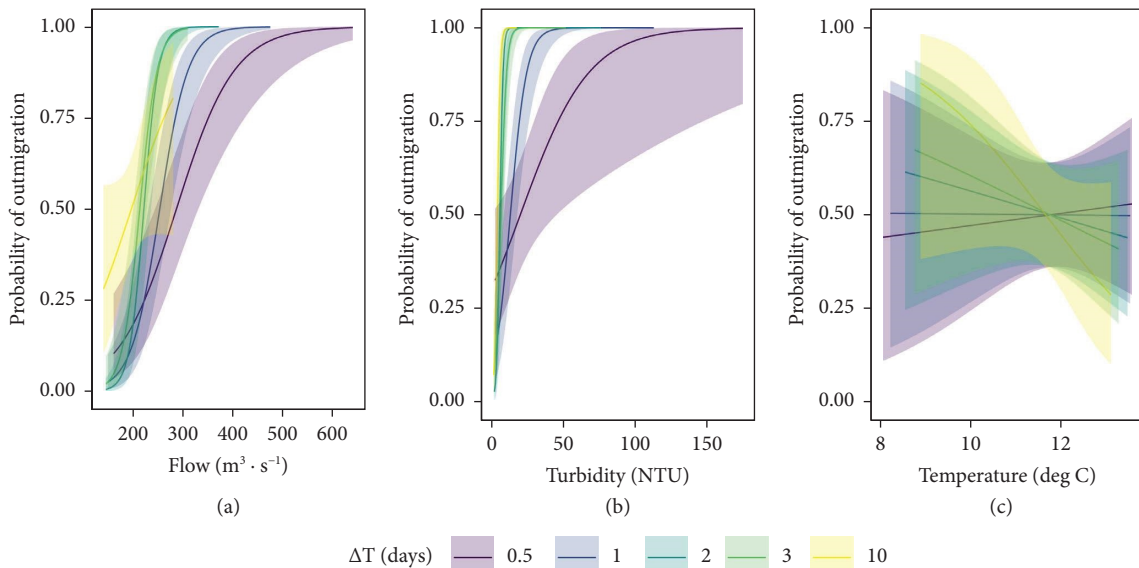 Probability of outmigration
1.00
0.75
0.50
0.25
0.00
200 300 400 500 600
Flow (m³ · s⁻¹)
(a)
Probability of outmigration
1.00
0.75
0.50
0.25
0.00
0 50 100 150
Turbidity (NTU)
(b)
Probability of outmigration
1.00
0.75
0.50
0.25
0.00
8 10 12
Temperature (deg C)
(c)
ΔT (days) 0.5 1 2 3 10